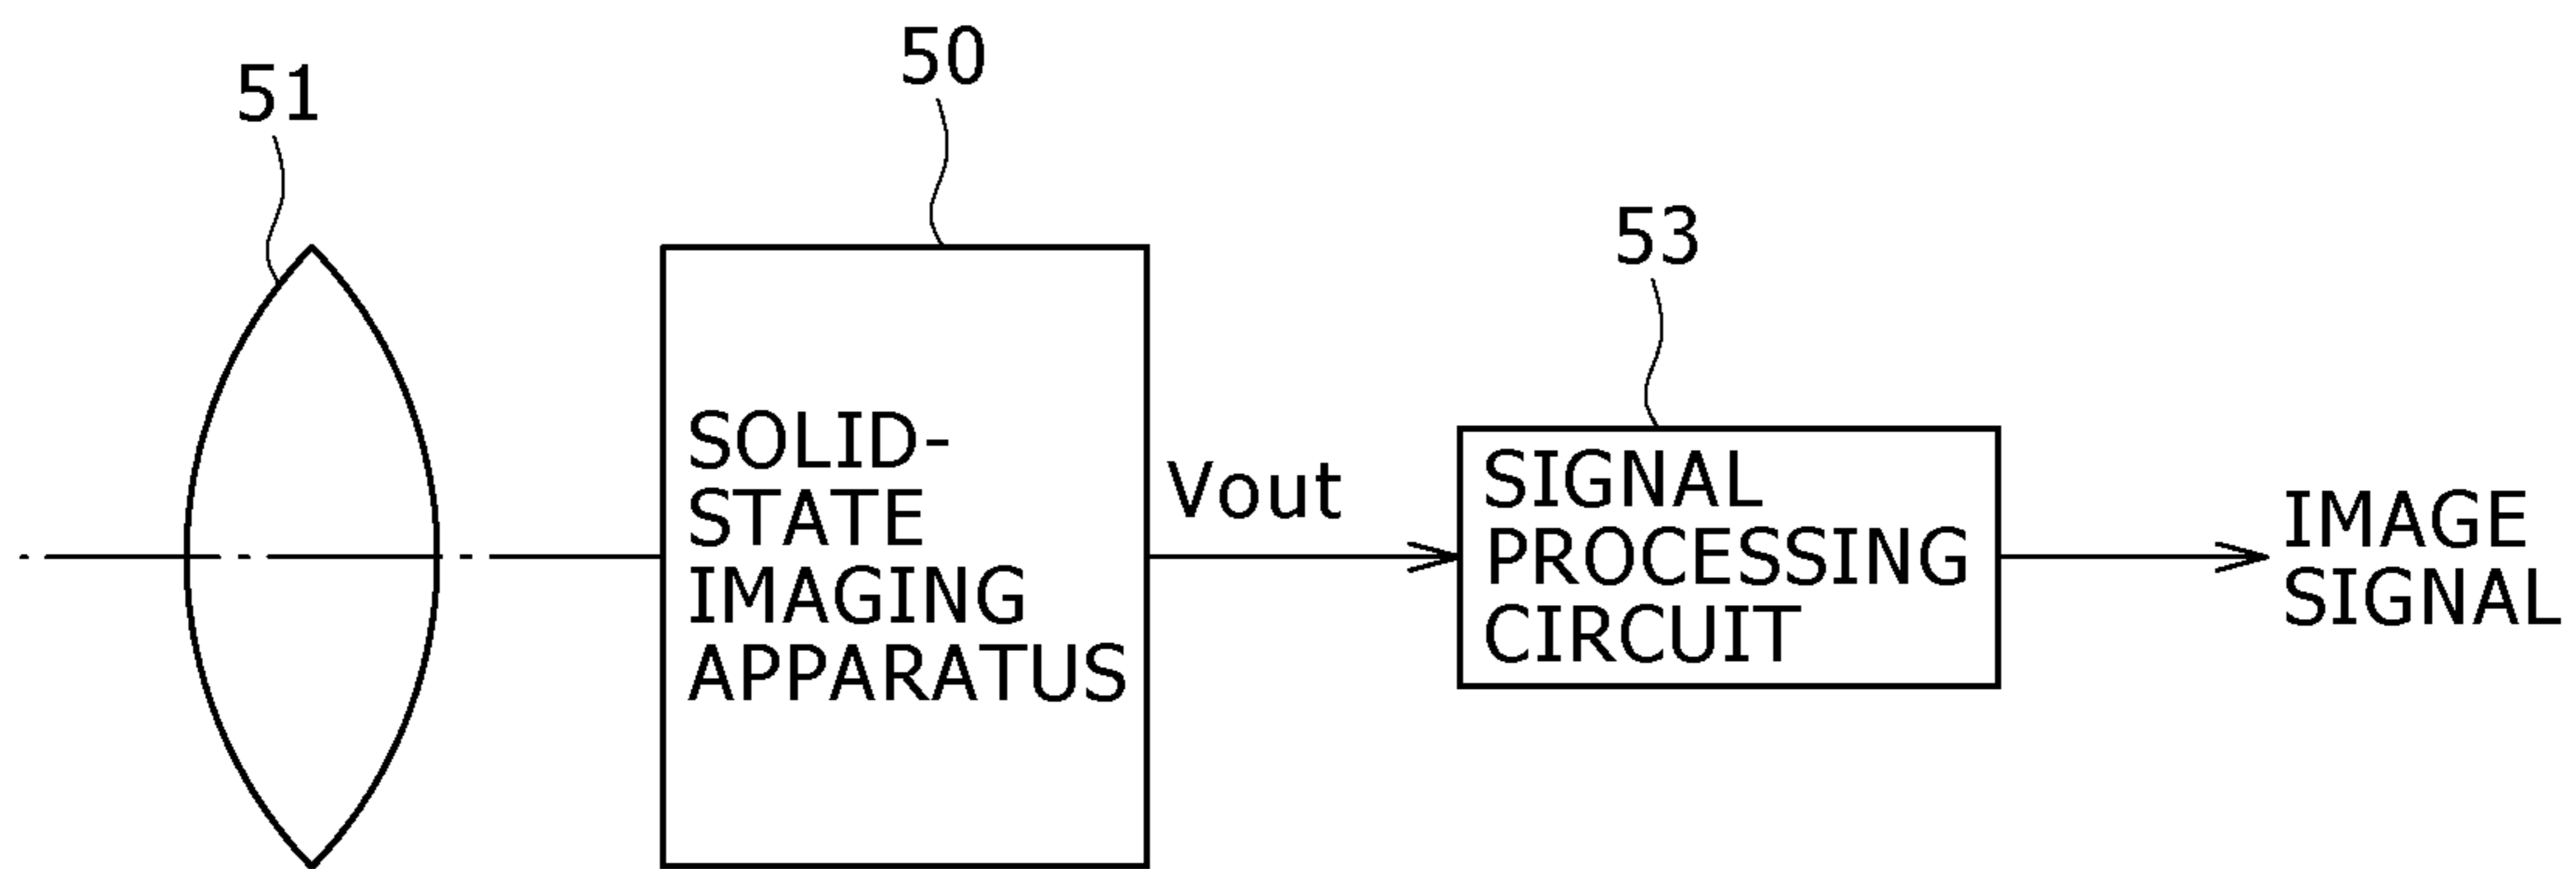 51
50
53
SOLID-
STATE
IMAGING
APPARATUS
Vout
SIGNAL
PROCESSING
CIRCUIT
IMAGE
SIGNAL